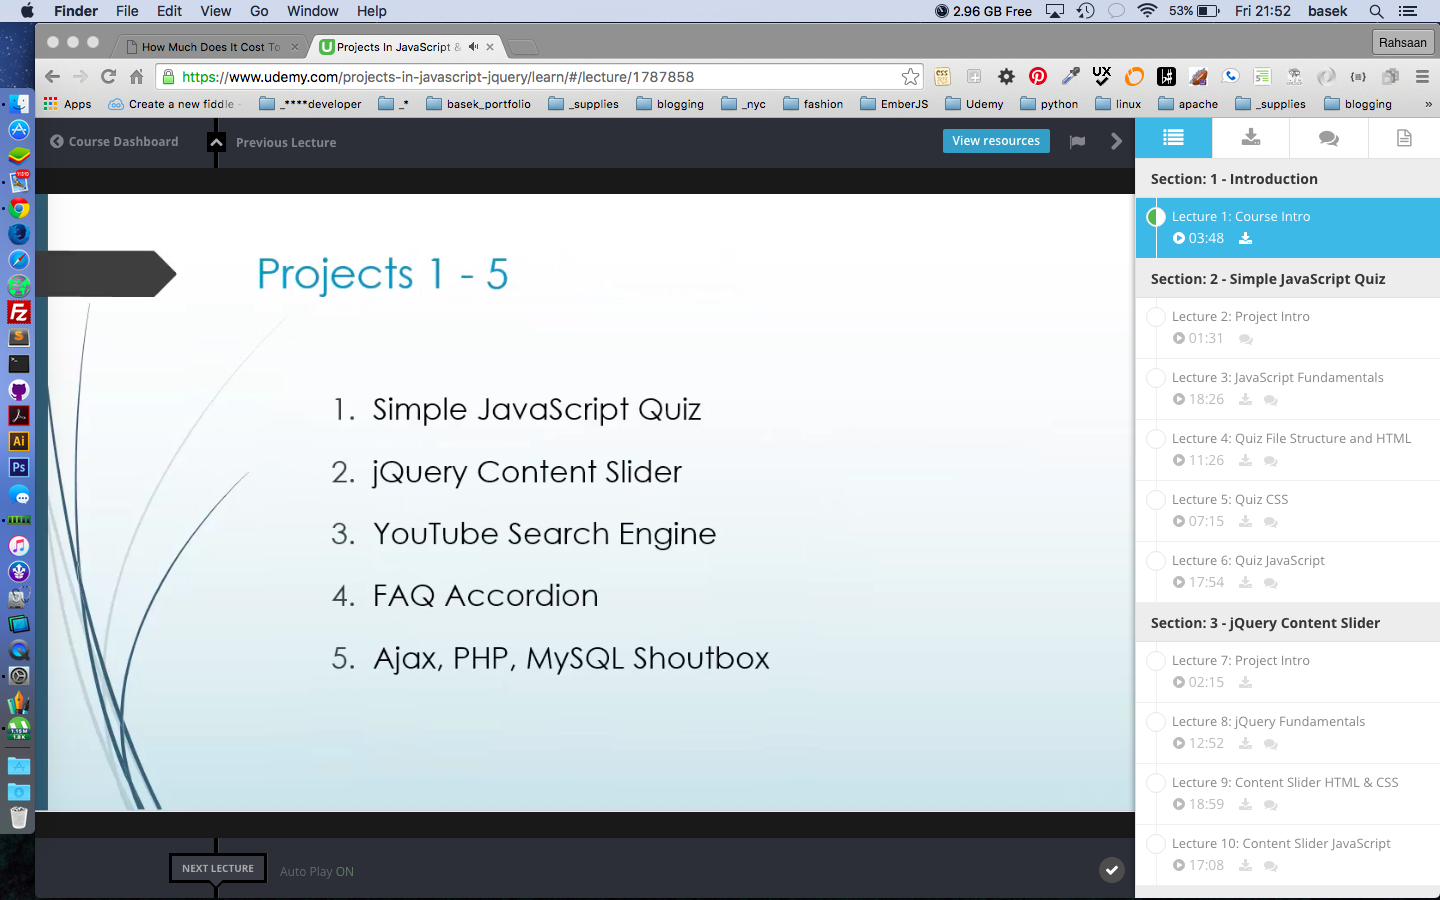 Finder File Edit View Go Window Help 2.96 GB Free 53% Fri 21:52 basek
How Much Does It Cost To Projects In JavaScript & Rahsaan
https://www.udemy.com/projects-in-javascript-jquery/learn/#/lecture/1787858
Apps Create a new fiddle - _****developer _* basek_portfolio _supplies blogging _nyc fashion EmberJS Udemy python linux apache _supplies blogging »
Course Dashboard Previous Lecture View resources
Projects 1 - 5
1. Simple JavaScript Quiz
2. jQuery Content Slider
3. YouTube Search Engine
4. FAQ Accordion
5. Ajax, PHP, MySQL Shoutbox
NEXT LECTURE Auto Play ON
Section: 1 - Introduction
Lecture 1: Course Intro
03:48
Section: 2 - Simple JavaScript Quiz
Lecture 2: Project Intro
01:31
Lecture 3: JavaScript Fundamentals
18:26
Lecture 4: Quiz File Structure and HTML
11:26
Lecture 5: Quiz CSS
07:15
Lecture 6: Quiz JavaScript
17:54
Section: 3 - jQuery Content Slider
Lecture 7: Project Intro
02:15
Lecture 8: jQuery Fundamentals
12:52
Lecture 9: Content Slider HTML & CSS
18:59
Lecture 10: Content Slider JavaScript
17:08